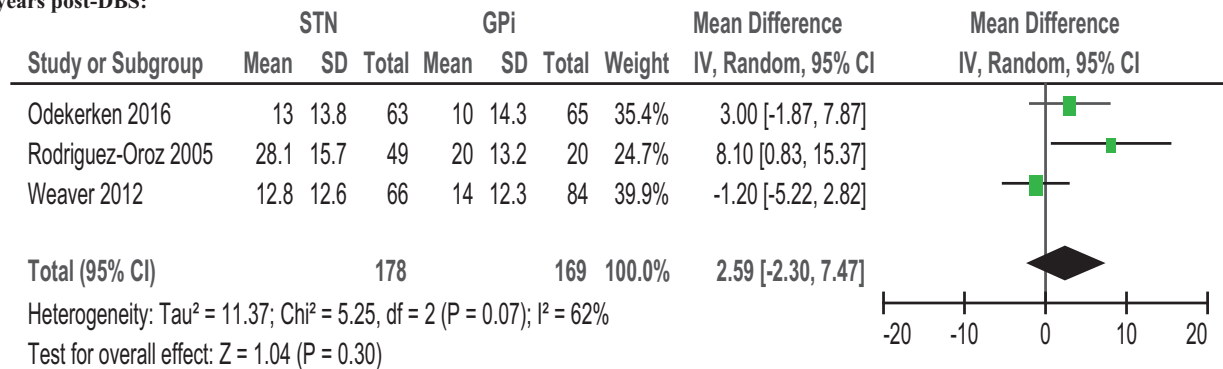 years post-DBS:
STN GPi Mean Difference Mean Difference
Study or Subgroup Mean SD Total Mean SD Total Weight IV, Random, 95% CI IV, Random, 95% CI
Odekerken 2016 13 13.8 63 10 14.3 65 35.4% 3.00 [-1.87, 7.87]
Rodriguez-Oroz 2005 28.1 15.7 49 20 13.2 20 24.7% 8.10 [0.83, 15.37]
Weaver 2012 12.8 12.6 66 14 12.3 84 39.9% -1.20 [-5.22, 2.82]
Total (95% CI) 178 169 100.0% 2.59 [-2.30, 7.47]
Heterogeneity: Tau² = 11.37; Chi² = 5.25, df = 2 (P = 0.07); I² = 62%
Test for overall effect: Z = 1.04 (P = 0.30)
-20 -10 0 10 20